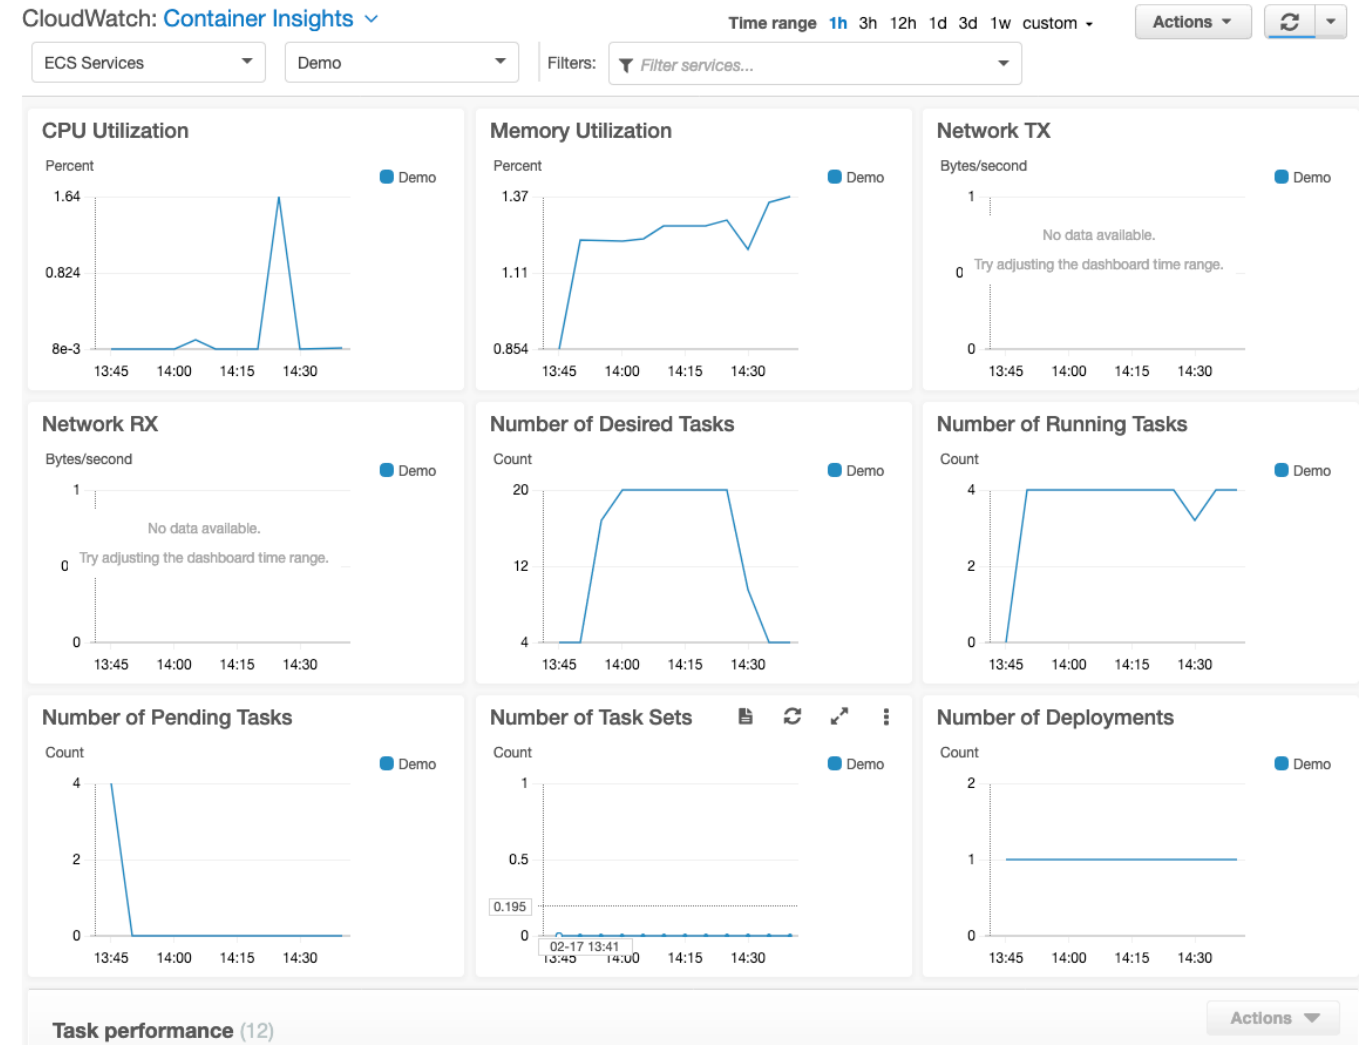 CloudWatch: Container Insights
Time range 1h 3h 12h 1d 3d 1w custom
Actions
ECS Services
Demo
Filters:
Filter services...
CPU Utilization
Percent
Demo
1.64
0.824
8e-3
13:45 14:00 14:15 14:30
Memory Utilization
Percent
Demo
1.37
1.11
0.854
13:45 14:00 14:15 14:30
Network TX
Bytes/second
Demo
1
No data available.
0
Try adjusting the dashboard time range.
0
13:45 14:00 14:15 14:30
Network RX
Bytes/second
Demo
1
No data available.
0
Try adjusting the dashboard time range.
0
13:45 14:00 14:15 14:30
Number of Desired Tasks
Count
Demo
20
12
4
13:45 14:00 14:15 14:30
Number of Running Tasks
Count
Demo
4
2
0
13:45 14:00 14:15 14:30
Number of Pending Tasks
Count
Demo
4
2
0
13:45 14:00 14:15 14:30
Number of Task Sets
Count
Demo
1
0.5
0.195
0
02-17 13:41
13:45 14:00 14:15 14:30
Number of Deployments
Count
Demo
2
1
0
13:45 14:00 14:15 14:30
Task performance (12)
Actions